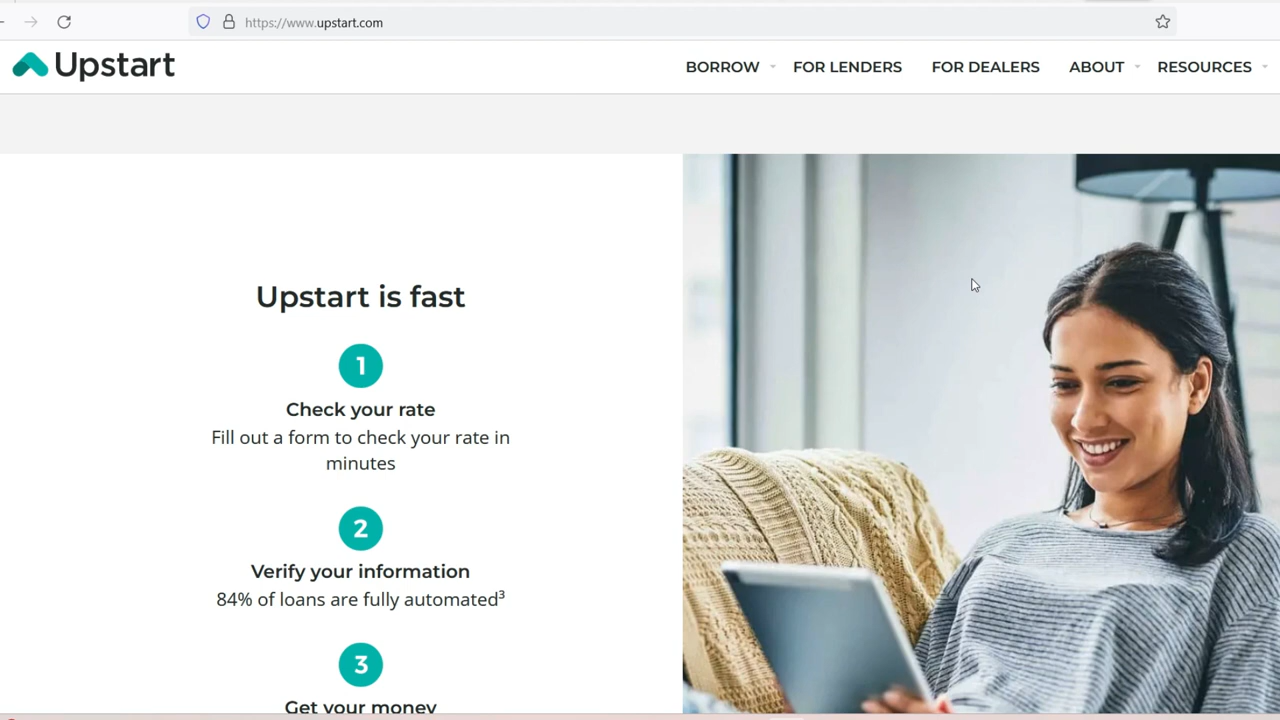 https://www.upstart.com
Upstart
BORROW FOR LENDERS FOR DEALERS ABOUT RESOURCES
Upstart is fast
1
Check your rate
Fill out a form to check your rate in
minutes
2
Verify your information
84% of loans are fully automated³
3
Get your money